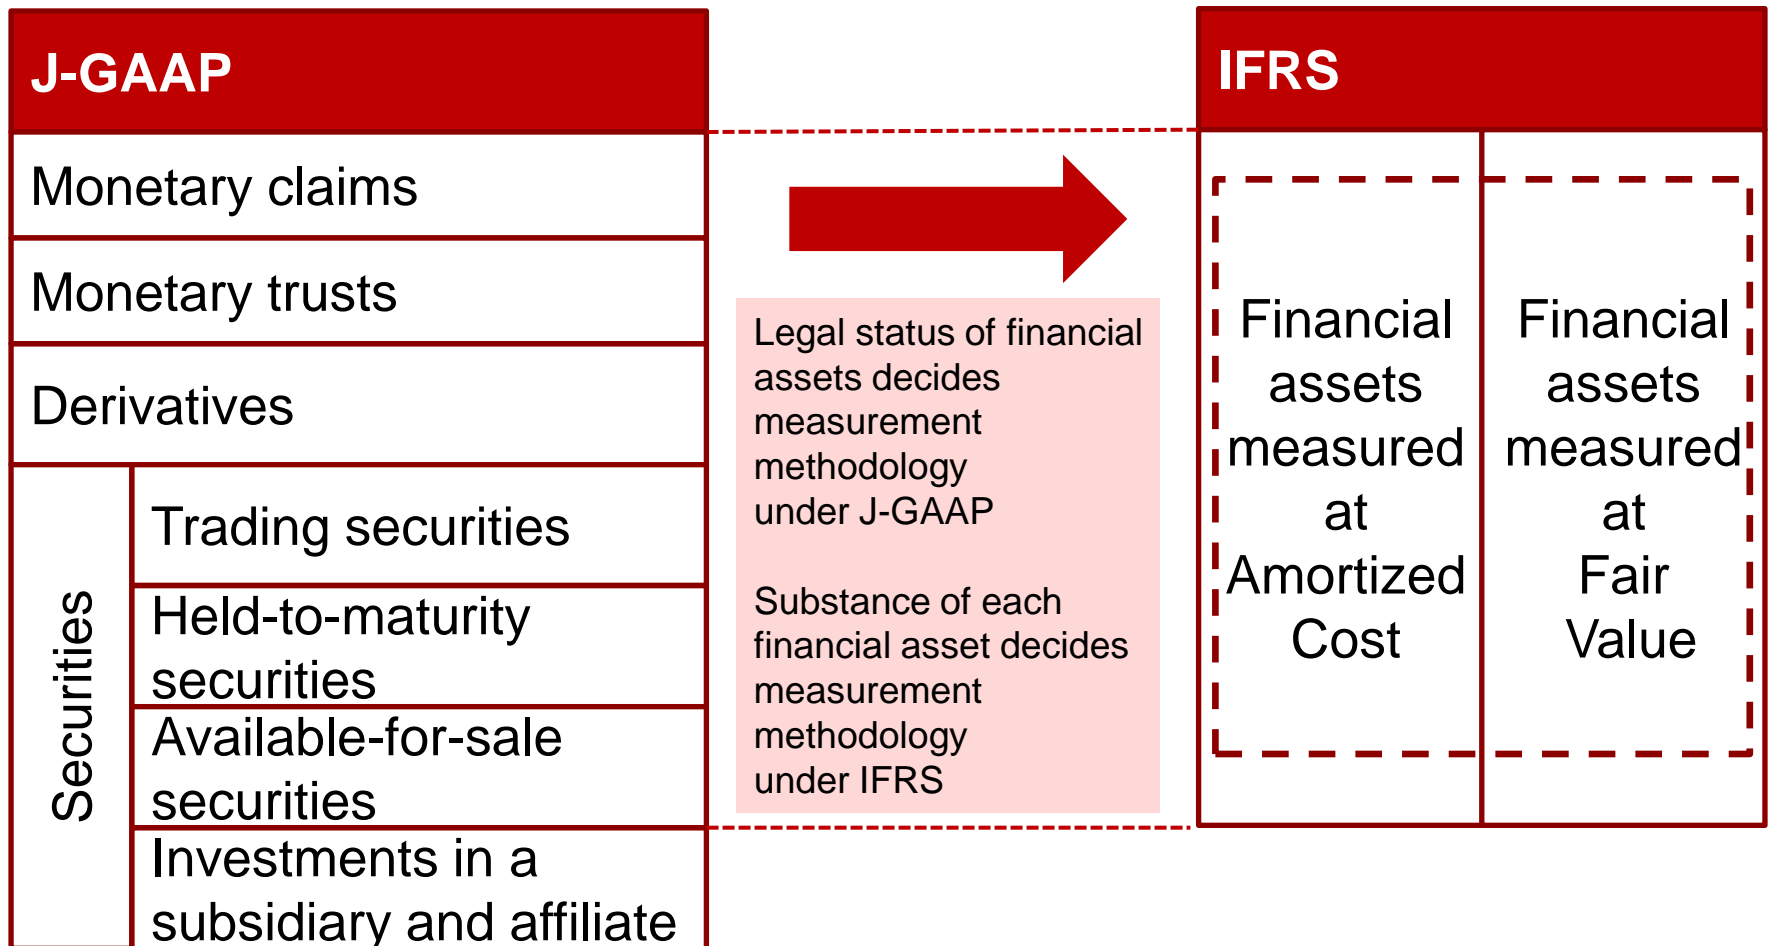 J-GAAP
Monetary claims
Monetary trusts
Derivatives
Securities
Trading securities
Held-to-maturity
securities
Available-for-sale
securities
Investments in a
subsidiary and affiliate
Legal status of financial
assets decides
measurement
methodology
under J-GAAP
Substance of each
financial asset decides
measurement
methodology
under IFRS
IFRS
Financial
assets
measured
at
Amortized
Cost
Financial
assets
measured
at
Fair
Value